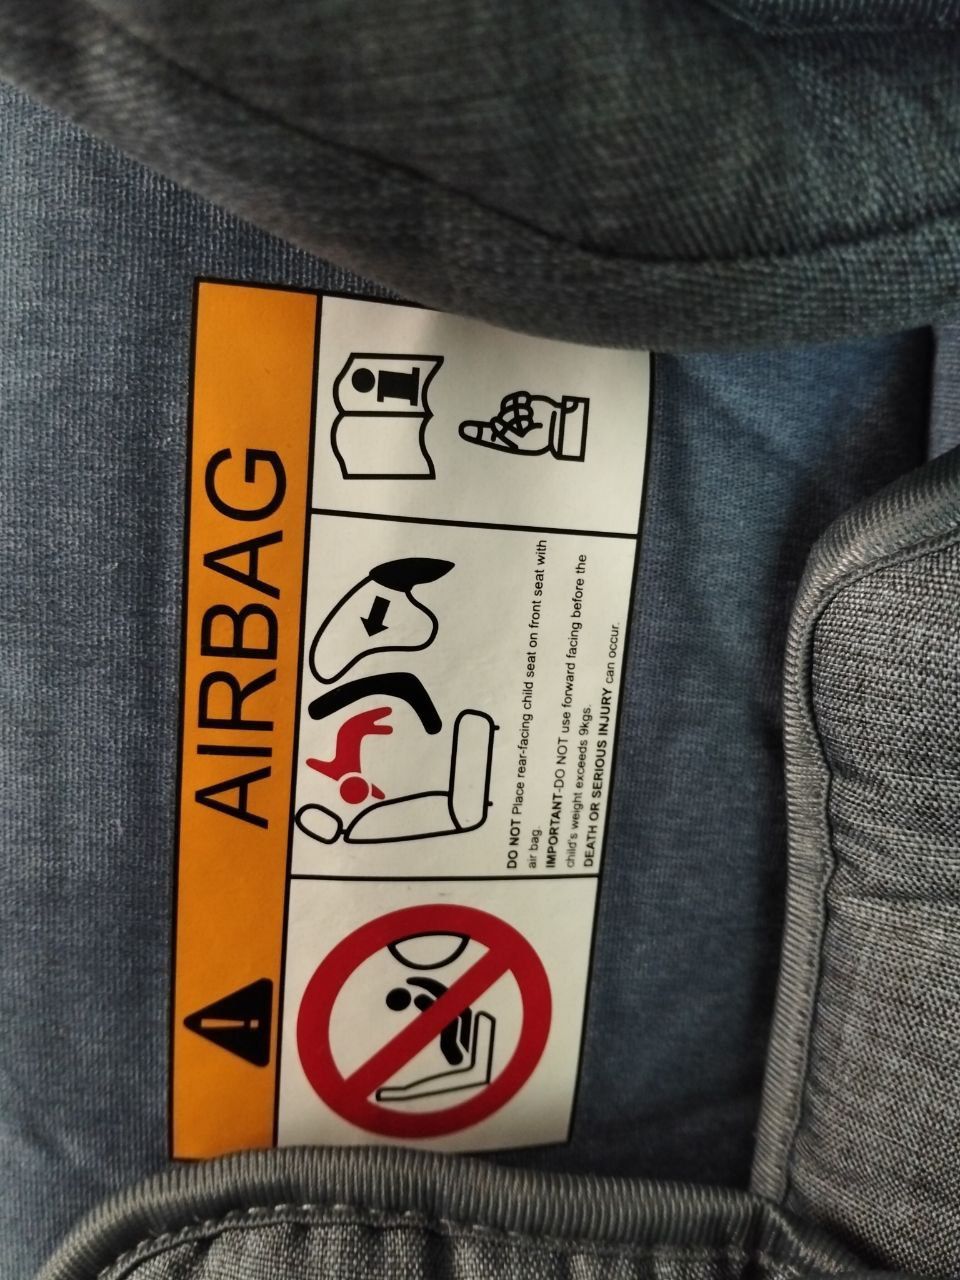 AIRBAG
DO NOT Place rear-facing child seat on front seat with
air bag.
IMPORTANT-DO NOT use forward facing before the
child's weight exceeds 9kgs.
DEATH OR SERIOUS INJURY can occur.